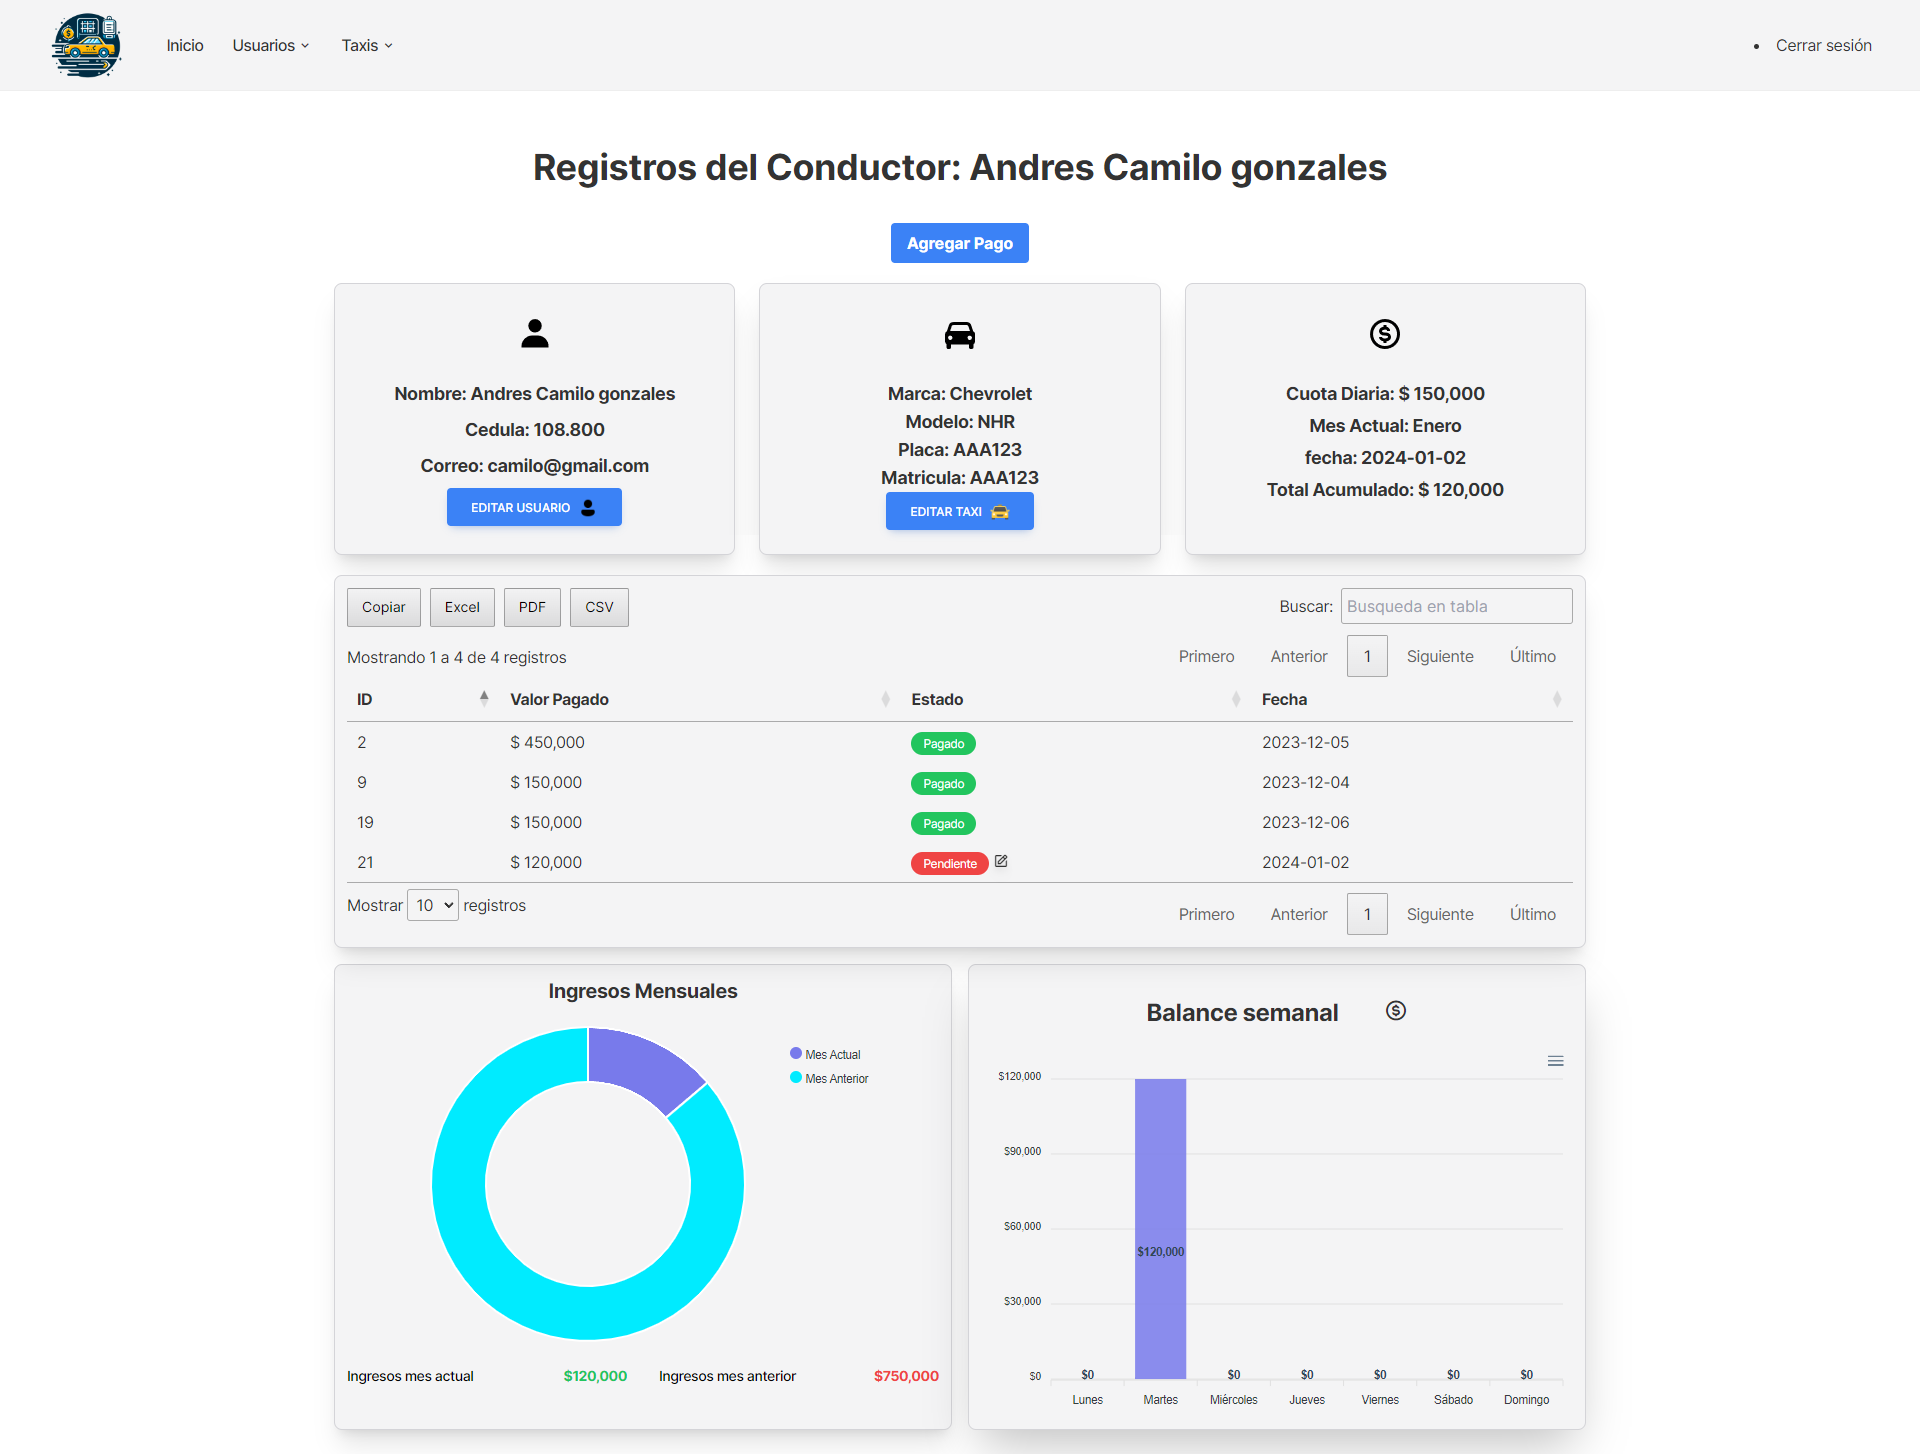 Inicio
Usuarios
Taxis
Cerrar sesión
Registros del Conductor: Andres Camilo gonzales
Agregar Pago
Nombre: Andres Camilo gonzales
Cedula: 108.800
Correo: camilo@gmail.com
EDITAR USUARIO
Marca: Chevrolet
Modelo: NHR
Placa: AAA123
Matricula: AAA123
EDITAR TAXI
Cuota Diaria: $ 150,000
Mes Actual: Enero
fecha: 2024-01-02
Total Acumulado: $ 120,000
Copiar Excel PDF CSV
Buscar: Busqueda en tabla
Mostrando 1 a 4 de 4 registros
Primero Anterior 1 Siguiente Último
ID Valor Pagado Estado Fecha
2 $ 450,000 Pagado 2023-12-05
9 $ 150,000 Pagado 2023-12-04
19 $ 150,000 Pagado 2023-12-06
21 $ 120,000 Pendiente 2024-01-02
Mostrar 10 registros
Primero Anterior 1 Siguiente Último
Ingresos Mensuales
Mes Actual
Mes Anterior
Ingresos mes actual $120,000 Ingresos mes anterior $750,000
Balance semanal
$120,000
$90,000
$60,000
$30,000
$0
$0 $120,000 $0 $0 $0 $0 $0
Lunes Martes Miércoles Jueves Viernes Sábado Domingo